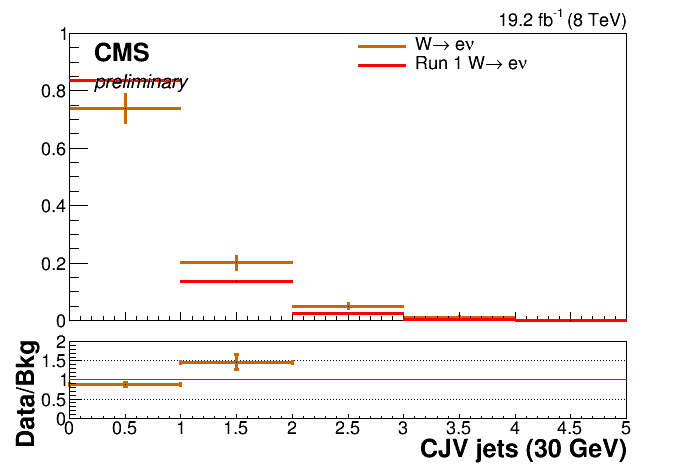 19.2 fb⁻¹ (8 TeV)
CMS
preliminary
W→ eν
Run 1 W→ eν
1
0.8
0.6
0.4
0.2
0
2
1.5
1
0.5
0
Data/Bkg
0 0.5 1 1.5 2 2.5 3 3.5 4 4.5 5
CJV jets (30 GeV)